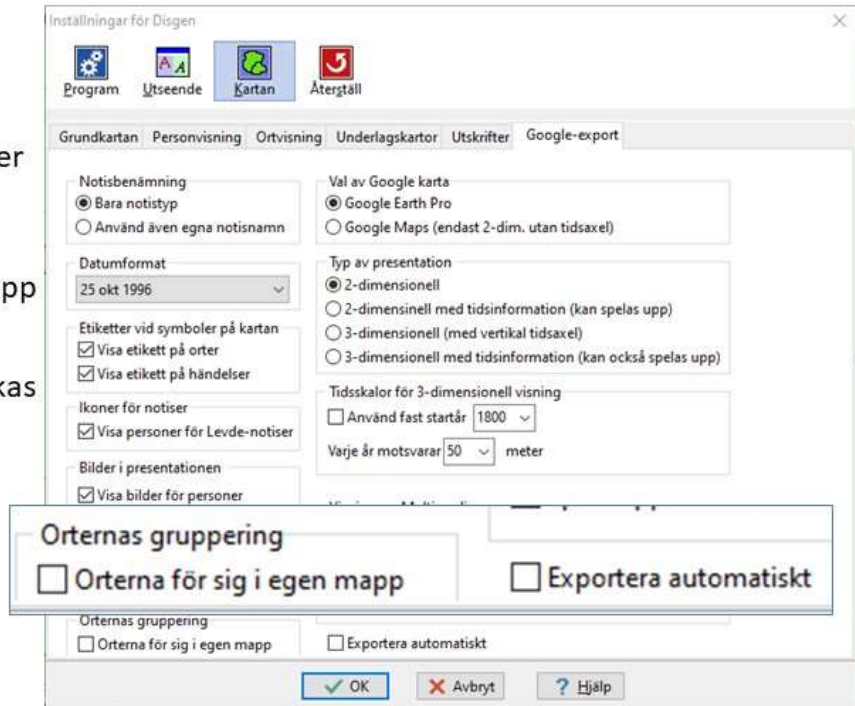 Inställningar för Disgen
Program Utseende Kartan Återställ
Grundkartan Personvisning Ortvisning Underlagskartor Utskrifter Google-export
er
pp
kas
Notisbenämning
Bara notistyp
Använd även egna notisnamn
Datumformat
25 okt 1996
Etiketter vid symboler på kartan
Visa etikett på orter
Visa etikett på händelser
Ikoner för notiser
Visa personer för Levde-notiser
Bilder i presentationen
Visa bilder för personer
Val av Google karta
Google Earth Pro
Google Maps (endast 2-dim. utan tidsaxel)
Typ av presentation
2-dimensionell
2-dimensinell med tidsinformation (kan spelas upp)
3-dimensionell (med vertikal tidsaxel)
3-dimensionell med tidsinformation (kan också spelas upp)
Tidsskalor för 3-dimensionell visning
Använd fast startår 1800
Varje år motsvarar 50 meter
Orternas gruppering
Orterna för sig i egen mapp
Exportera automatiskt
Orternas gruppering
Orterna för sig i egen mapp
Exportera automatiskt
OK Avbryt ? Hjälp